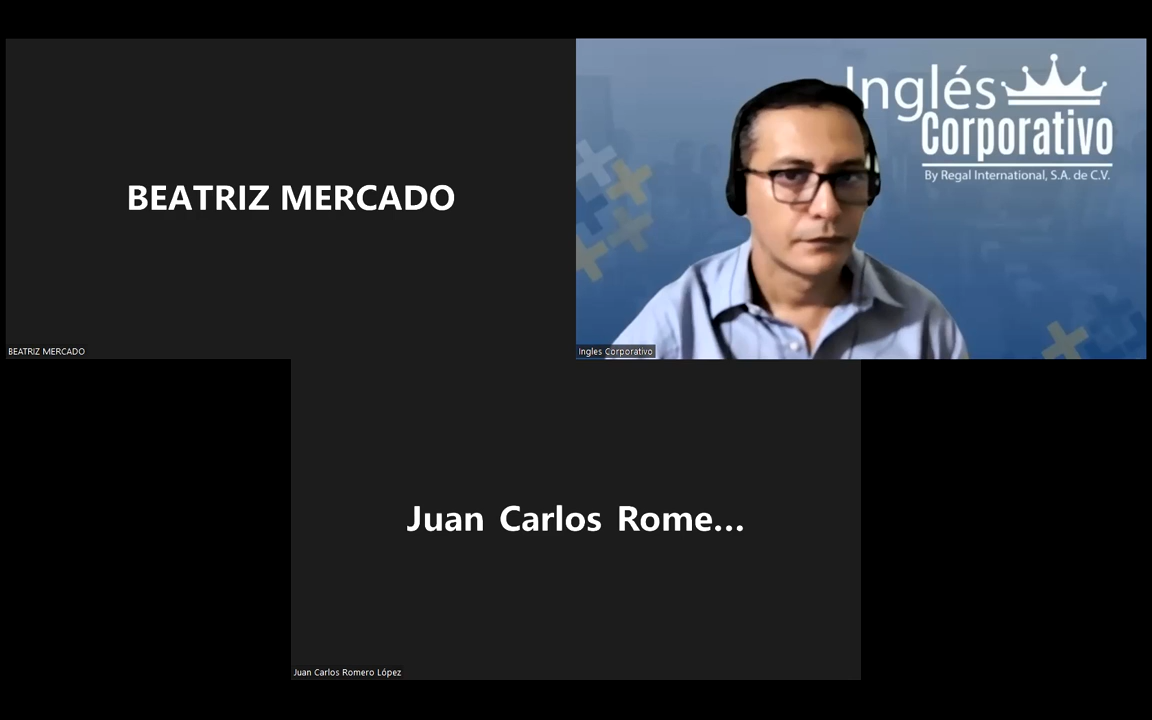 BEATRIZ MERCADO
BEATRIZ MERCADO
Inglés
Corporativo
By Regal International, S.A. de C.V.
Ingles Corporativo
Juan Carlos Rome...
Juan Carlos Romero López